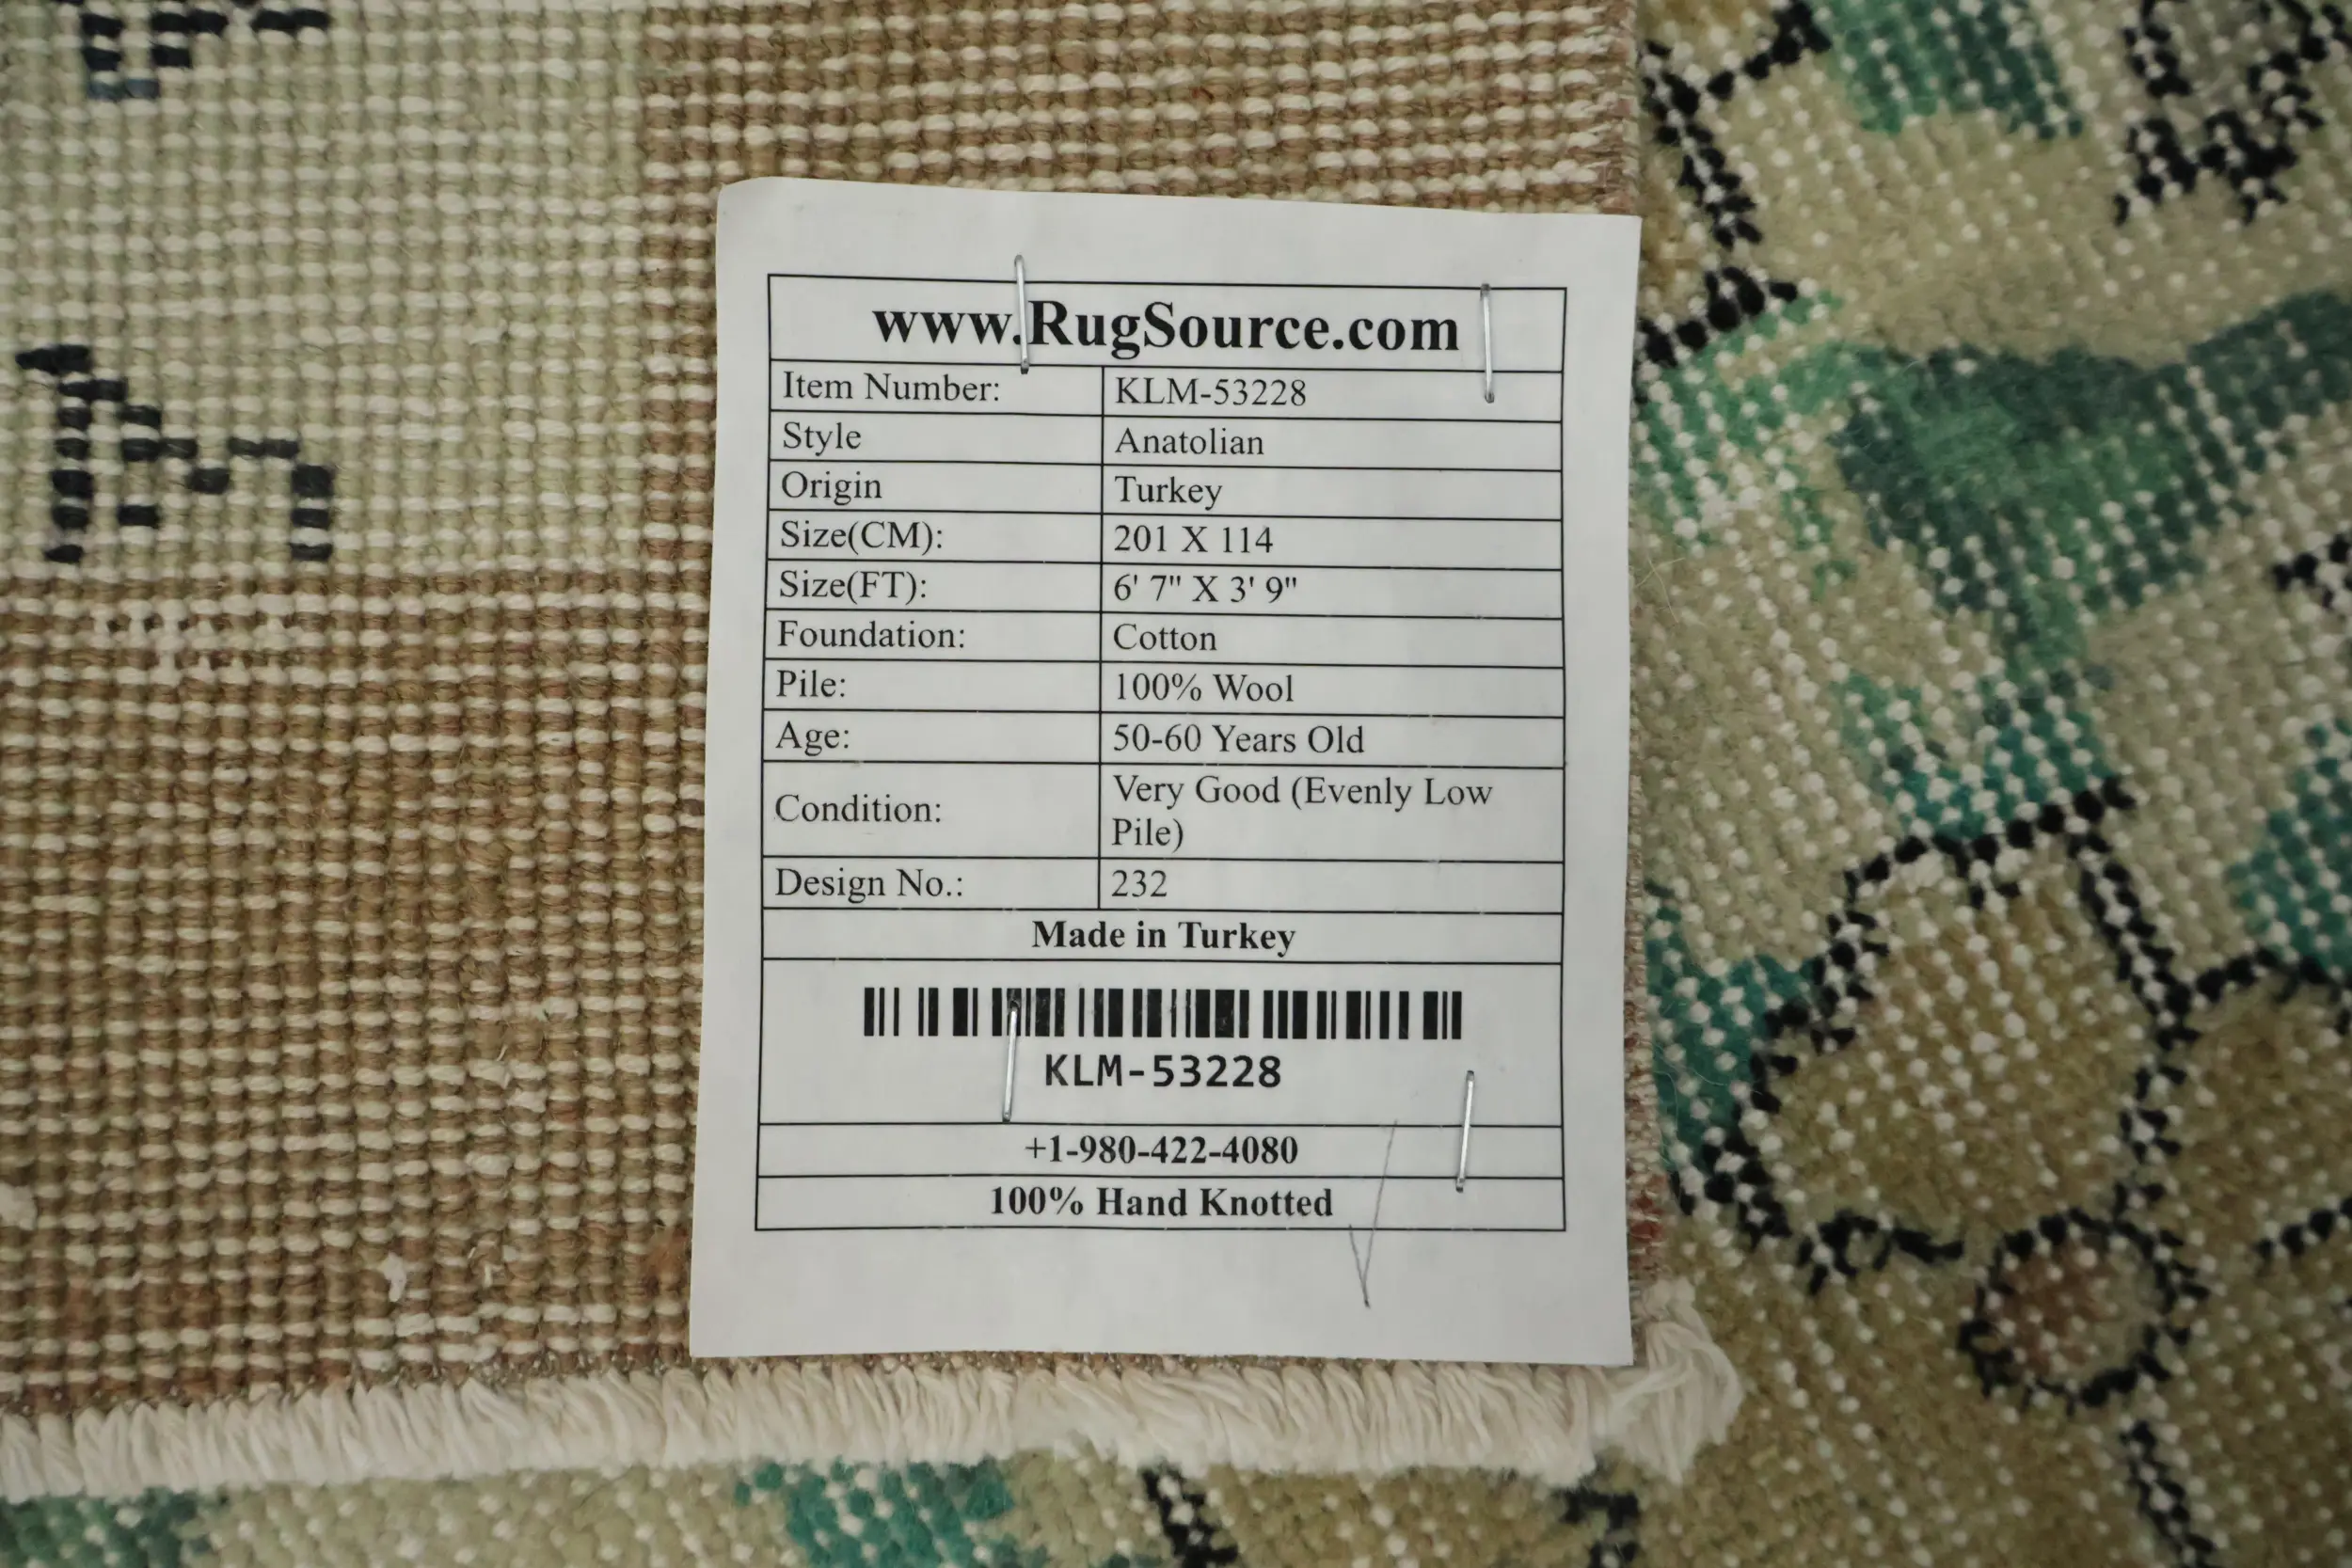 www.RugSource.com
Item Number: KLM-53228
Style Anatolian
Origin Turkey
Size(CM): 201 X 114
Size(FT): 6' 7" X 3' 9"
Foundation: Cotton
Pile: 100% Wool
Age: 50-60 Years Old
Condition: Very Good (Evenly Low
Pile)
Design No.: 232
Made in Turkey
KLM-53228
+1-980-422-4080
100% Hand Knotted